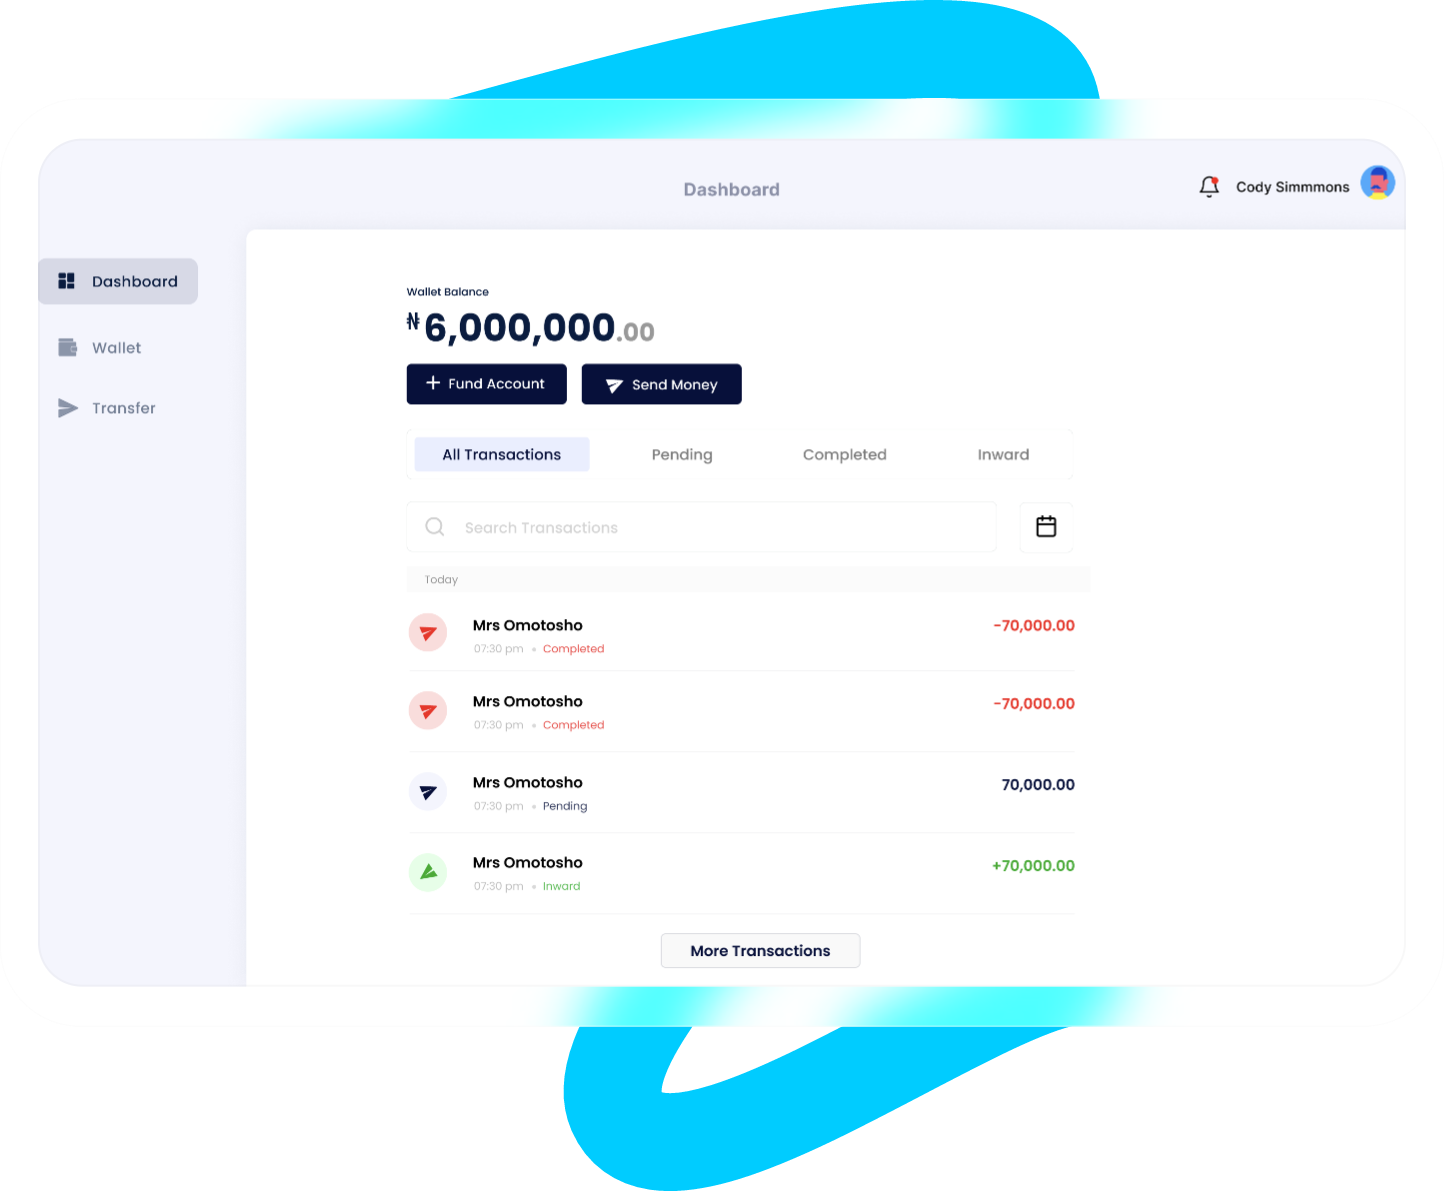 Dashboard
Cody Simmmons
Dashboard
Wallet
Transfer
Wallet Balance
₦6,000,000.00
Fund Account
Send Money
All Transactions Pending Completed Inward
Search Transactions
Today
Mrs Omotosho -70,000.00
07:30 pm • Completed
Mrs Omotosho -70,000.00
07:30 pm • Completed
Mrs Omotosho 70,000.00
07:30 pm • Pending
Mrs Omotosho +70,000.00
07:30 pm • Inward
More Transactions